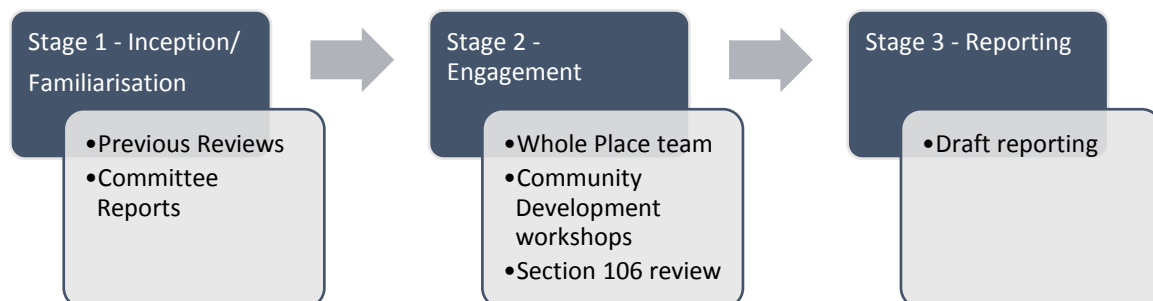 Stage 1 - Inception/
Familiarisation
•Previous Reviews
•Committee
Reports
Stage 2 -
Engagement
•Whole Place team
•Community
Development
workshops
•Section 106 review
Stage 3 - Reporting
•Draft reporting